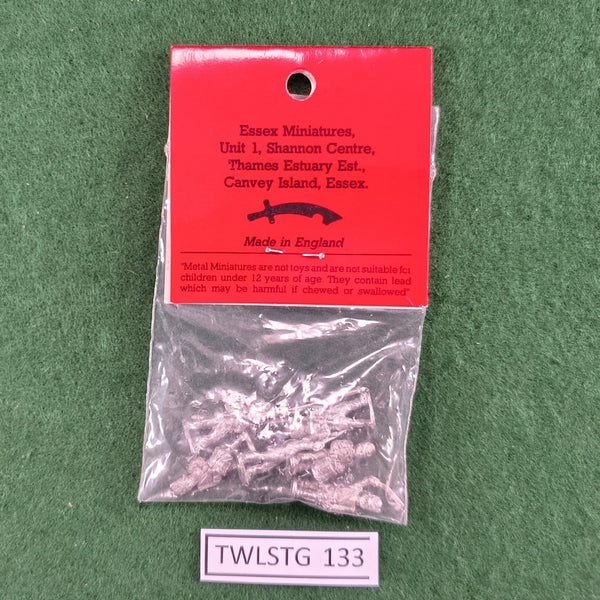 Essex Miniatures,
Unit 1, Shannon Centre,
Thames Estuary Est.,
Canvey Island, Essex.
Made in England
"Metal Miniatures are not toys and are not suitable for
children under 12 years of age. They contain lead
which may be harmful if chewed or swallowed"
TWLSTG 133